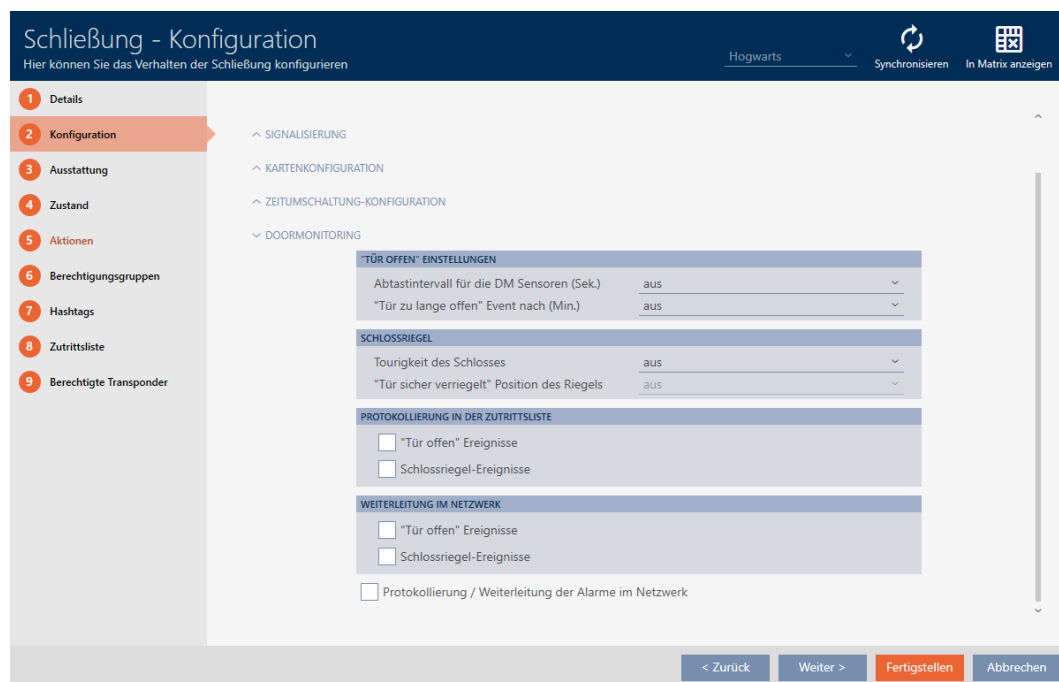 Schließung - Konfiguration
Hier können Sie das Verhalten der Schließung konfigurieren
Hogwarts
Synchronisieren
In Matrix anzeigen
1 Details
2 Konfiguration
3 Ausstattung
4 Zustand
5 Aktionen
6 Berechtigungsgruppen
7 Hashtags
8 Zutrittsliste
9 Berechtigte Transponder
SIGNALISIERUNG
KARTENKONFIGURATION
ZEITUMSCHALTUNG-KONFIGURATION
DOORMONITORING
"TÜR OFFEN" EINSTELLUNGEN
Abtastintervall für die DM Sensoren (Sek.) aus
"Tür zu lange offen" Event nach (Min.) aus
SCHLOSSRIEGEL
Tourigkeit des Schlosses aus
"Tür sicher verriegelt" Position des Riegels aus
PROTOKOLLIERUNG IN DER ZUTRITTSLISTE
"Tür offen" Ereignisse
Schlossriegel-Ereignisse
WEITERLEITUNG IM NETZWERK
"Tür offen" Ereignisse
Schlossriegel-Ereignisse
Protokollierung / Weiterleitung der Alarme im Netzwerk
< Zurück
Weiter >
Fertigstellen
Abbrechen